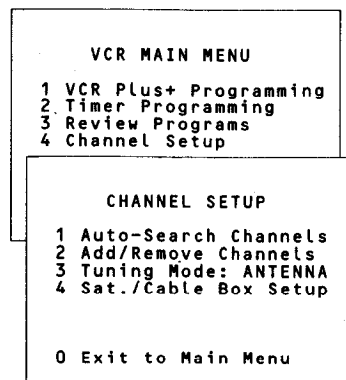 VCR MAIN MENU
1 VCR Plus+ Programming
2 Timer Programming
3 Review Programs
4 Channel Setup
CHANNEL SETUP
1 Auto-Search Channels
2 Add/Remove Channels
3 Tuning Mode: ANTENNA
4 Sat./Cable Box Setup
0 Exit to Main Menu